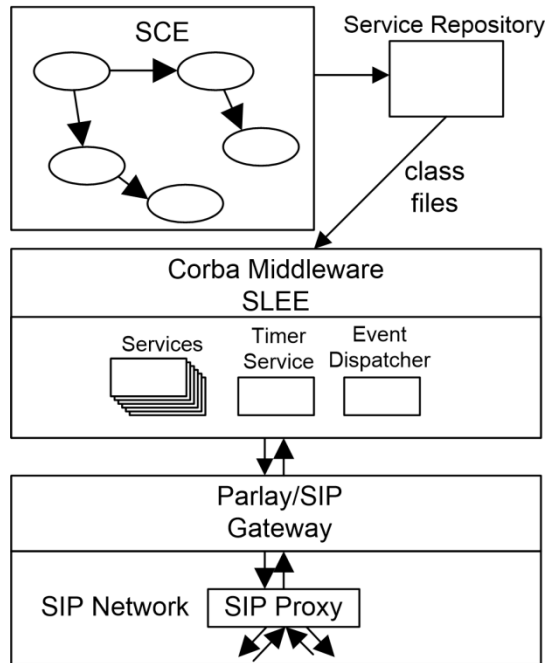 SCE
Service Repository
class
files
Corba Middleware
SLEE
Services
Timer
Service
Event
Dispatcher
Parlay/SIP
Gateway
SIP Network
SIP Proxy